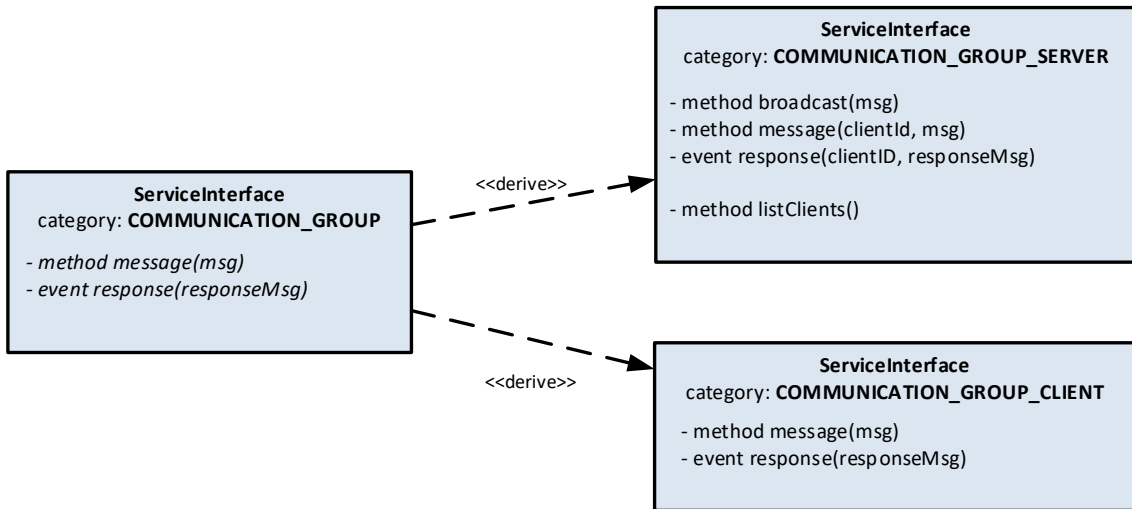 ServiceInterface
category: COMMUNICATION_GROUP
- method message(msg)
- event response(responseMsg)
<<derive>>
<<derive>>
ServiceInterface
category: COMMUNICATION_GROUP_SERVER
- method broadcast(msg)
- method message(clientId, msg)
- event response(clientID, responseMsg)
- method listClients()
ServiceInterface
category: COMMUNICATION_GROUP_CLIENT
- method message(msg)
- event response(responseMsg)